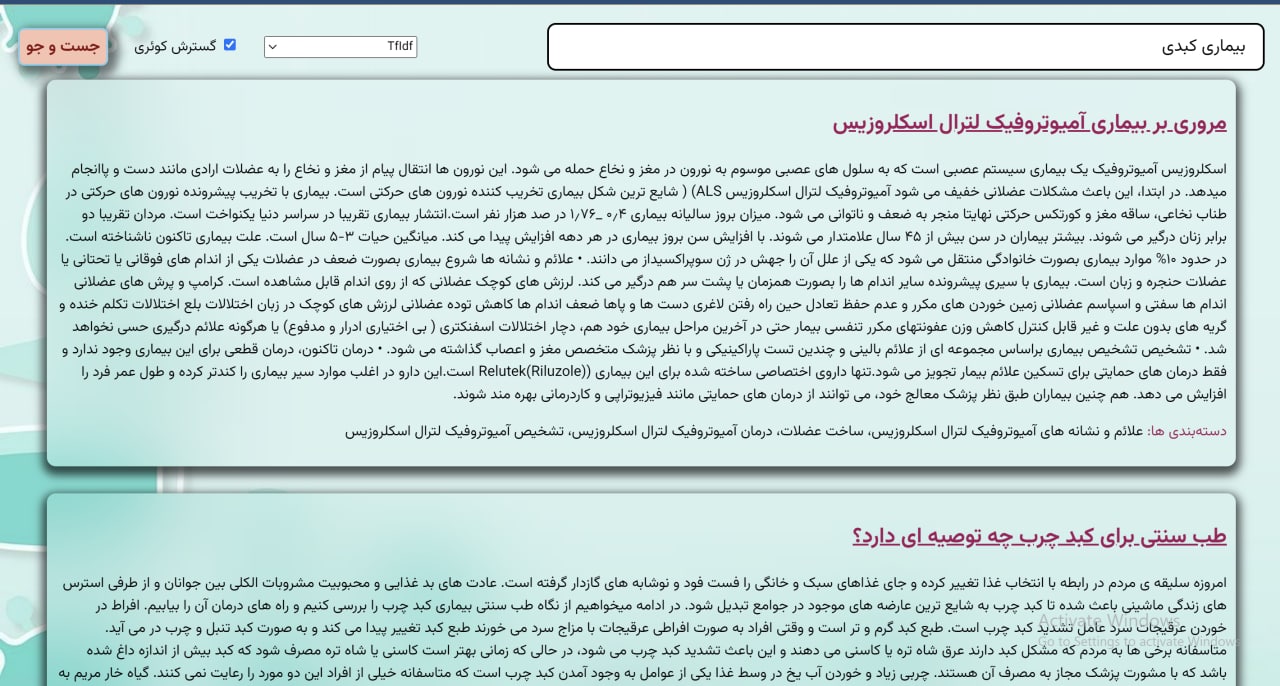 بیماری کبدی
TfIdf
گسترش کوئری
جست و جو
مروری بر بیماری آمیوتروفیک لترال اسکلروزیس
اسکلروزیس آمیوتروفیک یک بیماری سیستم عصبی است که به سلول های عصبی موسوم به نورون در مغز و نخاع حمله می شود. این نورون ها انتقال پیام از مغز و نخاع را به عضلات ارادی مانند دست و پاانجام
میدهد. در ابتدا، این باعث مشکلات عضلانی خفیف می شود آمیوتروفیک لترال اسکلروزیس ALS) ( شایع ترین شکل بیماری تخریب کننده نورون های حرکتی است. بیماری با تخریب پیشرونده نورون های حرکتی در
طناب نخاعی، ساقه مغز و کورتکس حرکتی نهایتا منجر به ضعف و ناتوانی می شود. میزان بروز سالیانه بیماری ۰٫۴ _۱٫۷۶ در صد هزار نفر است.انتشار بیماری تقریبا در سراسر دنیا یکنواخت است. مردان تقریبا دو
برابر زنان درگیر می شوند. بیشتر بیماران در سن بیش از ۴۵ سال علامتدار می شوند. با افزایش سن بروز بیماری در هر دهه افزایش پیدا می کند. میانگین حیات ۳-۵ سال است. علت بیماری تاکنون ناشناخته است.
در حدود ۱۰% موارد بیماری بصورت خانوادگی منتقل می شود که یکی از علل آن را جهش در ژن سوپراکسیداز می دانند. • علائم و نشانه ها شروع بیماری بصورت ضعف در عضلات یکی از اندام های فوقانی یا تحتانی یا
عضلات حنجره و زبان است. بیماری با سیری پیشرونده سایر اندام ها را بصورت همزمان یا پشت سر هم درگیر می کند. لرزش های کوچک عضلانی که از روی اندام قابل مشاهده است. کرامپ و پرش های عضلانی
اندام ها سفتی و اسپاسم عضلانی زمین خوردن های مکرر و عدم حفظ تعادل حین راه رفتن لاغری دست ها و پاها ضعف اندام ها کاهش توده عضلانی لرزش های کوچک در زبان اختلالات بلع اختلالات تکلم خنده و
گریه های بدون علت و غیر قابل کنترل کاهش وزن عفونتهای مکرر تنفسی بیمار حتی در آخرین مراحل بیماری خود هم، دچار اختلالات اسفنکتری ( بی اختیاری ادرار و مدفوع) یا هرگونه علائم درگیری حسی نخواهد
شد. • تشخیص تشخیص بیماری براساس مجموعه ای از علائم بالینی و چندین تست پاراکینیکی و با نظر پزشک متخصص مغز و اعصاب گذاشته می شود. • درمان تاکنون، درمان قطعی برای این بیماری وجود ندارد و
فقط درمان های حمایتی برای تسکین علائم بیمار تجویز می شود.تنها داروی اختصاصی ساخته شده برای این بیماری ((Relutek(Riluzole است.این دارو در اغلب موارد سیر بیماری را کندتر کرده و طول عمر فرد را
افزایش می دهد. هم چنین بیماران طبق نظر پزشک معالج خود، می توانند از درمان های حمایتی مانند فیزیوتراپی و کاردرمانی بهره مند شوند.
دسته‌بندی ها: علائم و نشانه های آمیوتروفیک لترال اسکلروزیس، ساخت عضلات، درمان آمیوتروفیک لترال اسکلروزیس، تشخیص آمیوتروفیک لترال اسکلروزیس
طب سنتی برای کبد چرب چه توصیه ای دارد؟
امروزه سلیقه ی مردم در رابطه با انتخاب غذا تغییر کرده و جای غذاهای سبک و خانگی را فست فود و نوشابه های گازدار گرفته است. عادت های بد غذایی و محبوبیت مشروبات الکلی بین جوانان و از طرفی استرس
های زندگی ماشینی باعث شده تا کبد چرب به شایع ترین عارضه های موجود در جوامع تبدیل شود. در ادامه میخواهیم از نگاه طب سنتی بیماری کبد چرب را بررسی کنیم و راه های درمان آن را بیابیم. افراط در
خوردن عرقیجات سرد عامل تشدید کبد چرب است. طبع کبد گرم و تر است و وقتی افراد به صورت افراطی عرقیجات با مزاج سرد می خورند طبع کبد تغییر پیدا می کند و به صورت کبد تنبل و چرب در می آید.
متاسفانه برخی ها به مردم که مشکل کبد دارند عرق شاه تره یا کاسنی می دهند و این باعث تشدید کبد چرب می شود، در حالی که زمانی بهتر است کاسنی یا شاه تره مصرف شود که کبد بیش از اندازه داغ شده
باشد که با مشورت پزشک مجاز به مصرف آن هستند. چربی زیاد و خوردن آب یخ در وسط غذا یکی از عوامل به وجود آمدن کبد چرب است که متاسفانه خیلی از افراد این دو مورد را رعایت نمی کنند. گیاه خار مریم به
Activate Windows
Go to Settings to activate Windows